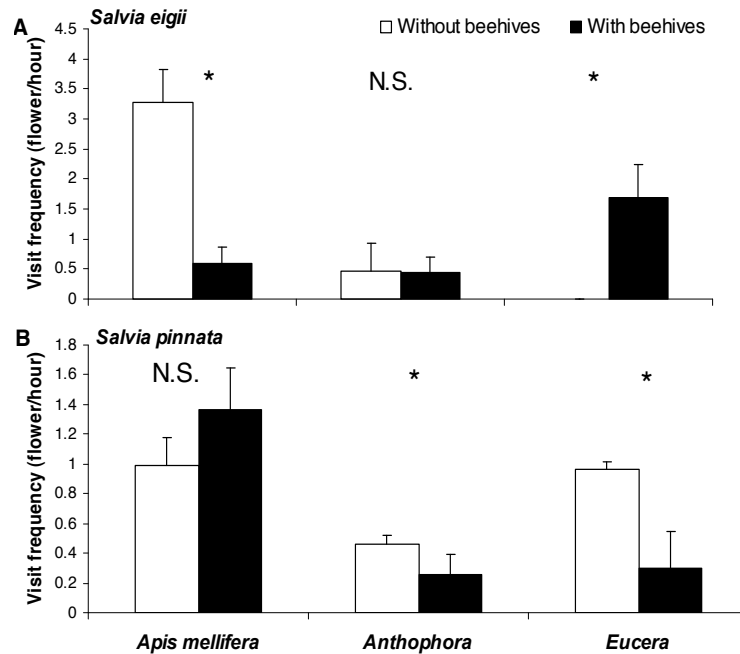 A
Salvia eigii
Without beehives
With beehives
Visit frequency (flower/hour)
4.5
4
3.5
3
2.5
2
1.5
1
0.5
0
*
N.S.
*
B
Salvia pinnata
Visit frequency (flower/hour)
1.8
1.6
1.4
1.2
1
0.8
0.6
0.4
0.2
0
N.S.
*
*
Apis mellifera
Anthophora
Eucera